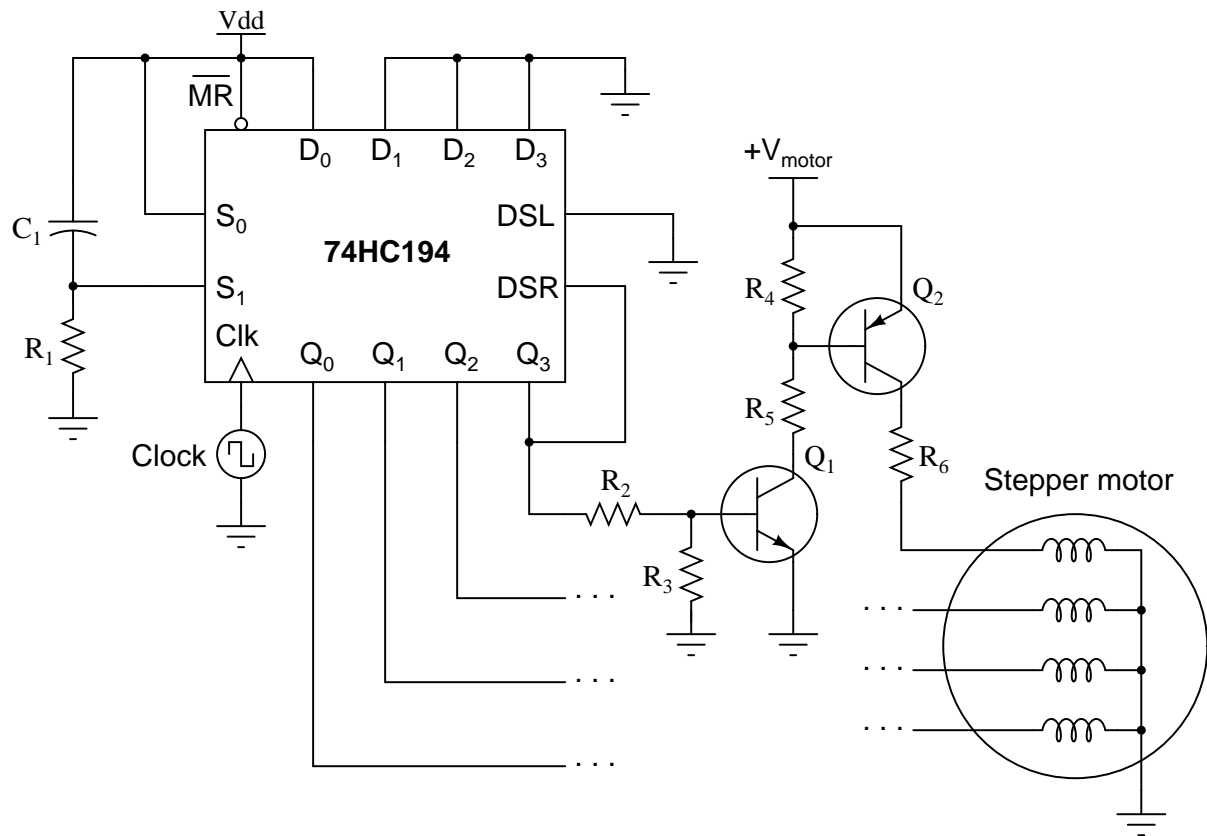 Vdd
MR
D0 D1 D2 D3
+Vmotor
S0 DSL
C1
74HC194
S1 DSR
R4 Q2
Clk
R1
Q0 Q1 Q2 Q3
R5
Clock
Q1 R6
R2
Stepper motor
R3
. . . . . .
. . . . . .
. . . . . .